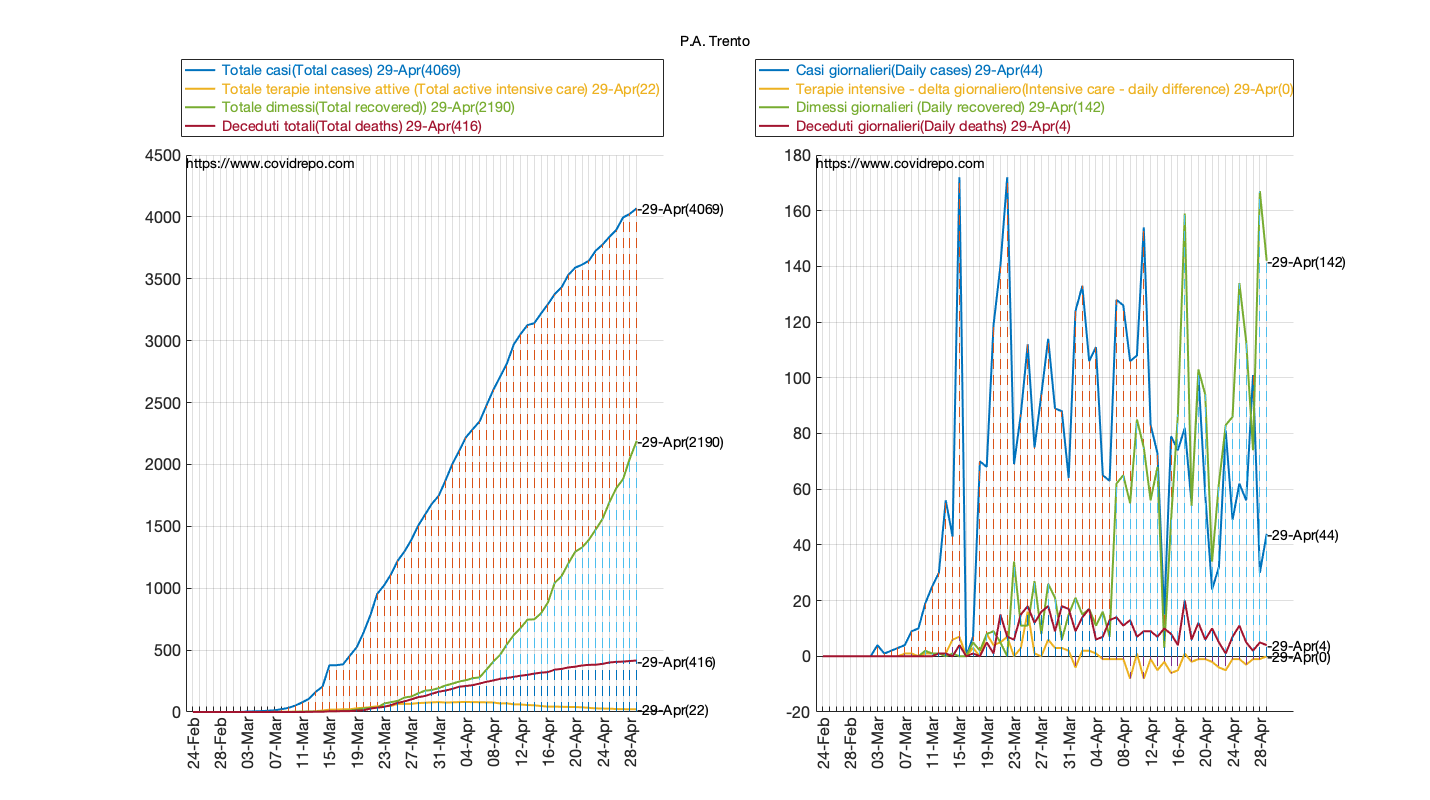 P.A. Trento
Totale casi(Total cases) 29-Apr(4069)
Totale terapie intensive attive (Total active intensive care) 29-Apr(22)
Totale dimessi(Total recovered)) 29-Apr(2190)
Deceduti totali(Total deaths) 29-Apr(416)
https://www.covidrepo.com
4500
4000
3500
3000
2500
2000
1500
1000
500
0
-29-Apr(4069)
-29-Apr(2190)
-29-Apr(416)
-29-Apr(22)
24-Feb
28-Feb
03-Mar
07-Mar
11-Mar
15-Mar
19-Mar
23-Mar
27-Mar
31-Mar
04-Apr
08-Apr
12-Apr
16-Apr
20-Apr
24-Apr
28-Apr
Casi giornalieri(Daily cases) 29-Apr(44)
Terapie intensive - delta giornaliero(Intensive care - daily difference) 29-Apr(0)
Dimessi giornalieri (Daily recovered) 29-Apr(142)
Deceduti giornalieri(Daily deaths) 29-Apr(4)
https://www.covidrepo.com
180
160
140
120
100
80
60
40
20
0
-20
-29-Apr(142)
-29-Apr(44)
-29-Apr(4)
-29-Apr(0)
24-Feb
28-Feb
03-Mar
07-Mar
11-Mar
15-Mar
19-Mar
23-Mar
27-Mar
31-Mar
04-Apr
08-Apr
12-Apr
16-Apr
20-Apr
24-Apr
28-Apr